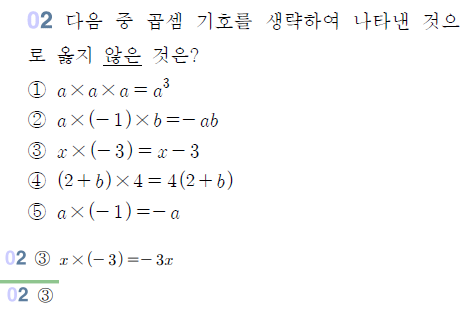 02 다음 중 곱셈 기호를 생략하여 나타낸 것으
로 옳지 않은 것은?
① a×a×a=a³
② a×(-1)×b=-ab
③ x×(-3)=x-3
④ (2+b)×4=4(2+b)
⑤ a×(-1)=-a
02 ③ x×(-3)=-3x
02 ③